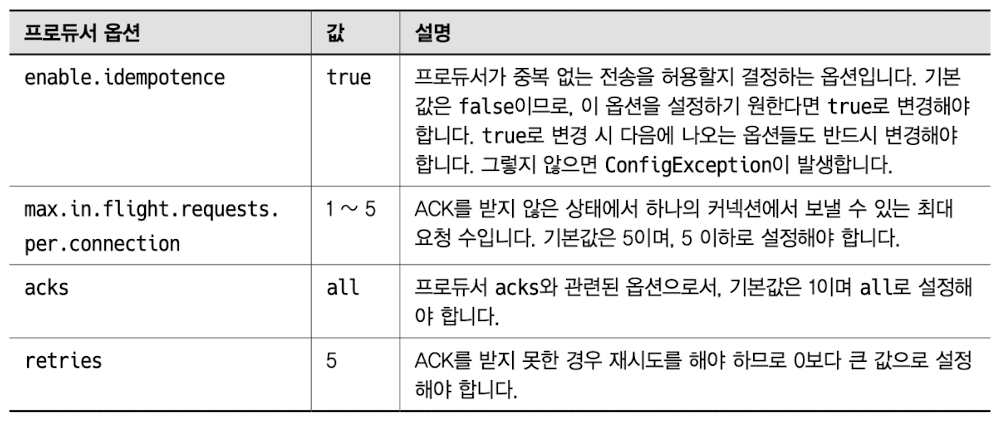 프로듀서 옵션 값 설명
enable.idempotence true 프로듀서가 중복 없는 전송을 허용할지 결정하는 옵션입니다. 기본
값은 false이므로, 이 옵션을 설정하기 원한다면 true로 변경해야
합니다. true로 변경 시 다음에 나오는 옵션들도 반드시 변경해야
합니다. 그렇지 않으면 ConfigException이 발생합니다.
max.in.flight.requests. 1 ~ 5 ACK를 받지 않은 상태에서 하나의 커넥션에서 보낼 수 있는 최대
per.connection 요청 수입니다. 기본값은 5이며, 5 이하로 설정해야 합니다.
acks all 프로듀서 acks와 관련된 옵션으로서, 기본값은 1이며 all로 설정해
야 합니다.
retries 5 ACK를 받지 못한 경우 재시도를 해야 하므로 0보다 큰 값으로 설정
해야 합니다.